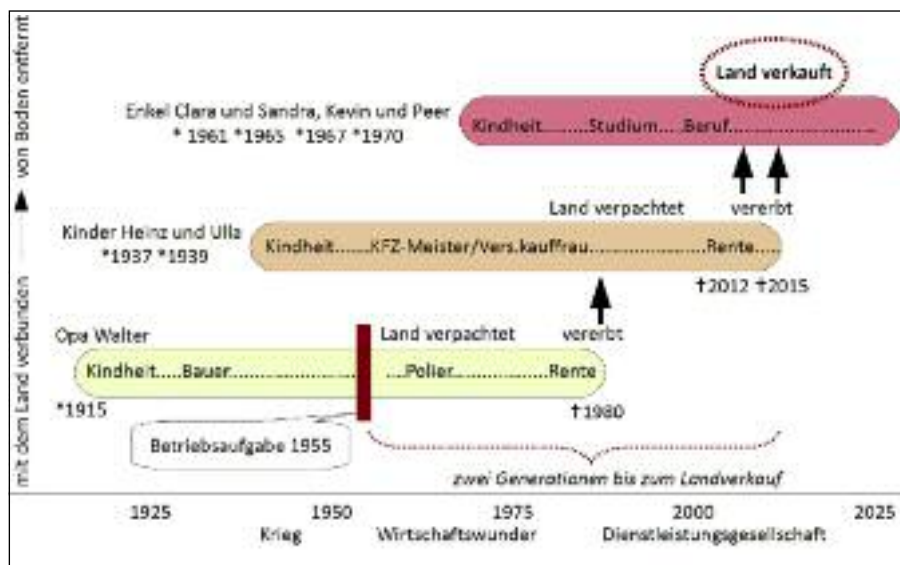 von Boden entfernt
mit dem Land verbunden
Land verkauft
Enkel Clara und Sandra, Kevin und Peer
* 1961 *1965 *1967 *1970
Kindheit........Studium....Beruf
Land verpachtet vererbt
Kinder Heinz und Ulla
*1937 *1939
Kindheit......KFZ-Meister/Vers.kauffrau Rente
†2012 †2015
Opa Walter
Land verpachtet vererbt
Kindheit....Bauer Polier Rente
*1915
†1980
Betriebsaufgabe 1955
zwei Generationen bis zum Landverkauf
1925 1950 1975 2000 2025
Krieg Wirtschaftswunder Dienstleistungsgesellschaft